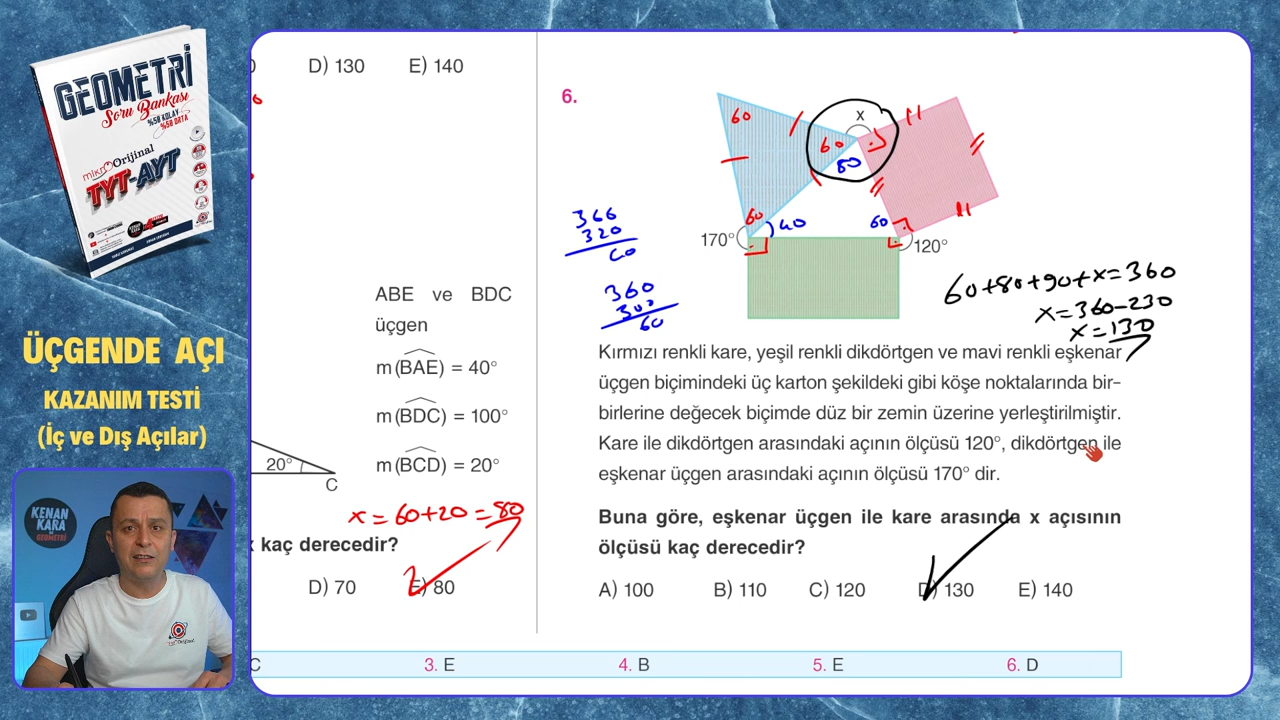 GEOMETRİ
Soru Bankası
%50 KOLAY
%50 ORTA
mikro Orijinal
TYT-AYT
ÜÇGENDE AÇI
KAZANIM TESTİ
(İç ve Dış Açılar)
KENAN
KARA
GEOMETRİ
D) 130 E) 140
ABE ve BDC
üçgen
m(BAE) = 40°
m(BDC) = 100°
m(BCD) = 20°
20°
C
x = 60+20 = 80
kaç derecedir?
D) 70 E) 80
6.
60
60
x
80
60
40
60
170°
120°
320
60
360
60
60+80+90+x=360
x=360-230
x=130
Kırmızı renkli kare, yeşil renkli dikdörtgen ve mavi renkli eşkenar
üçgen biçimindeki üç karton şekildeki gibi köşe noktalarında bir-
birlerine değecek biçimde düz bir zemin üzerine yerleştirilmiştir.
Kare ile dikdörtgen arasındaki açının ölçüsü 120°, dikdörtgen ile
eşkenar üçgen arasındaki açının ölçüsü 170° dir.
Buna göre, eşkenar üçgen ile kare arasında x açısının
ölçüsü kaç derecedir?
A) 100 B) 110 C) 120 D) 130 E) 140
C 3. E 4. B 5. E 6. D